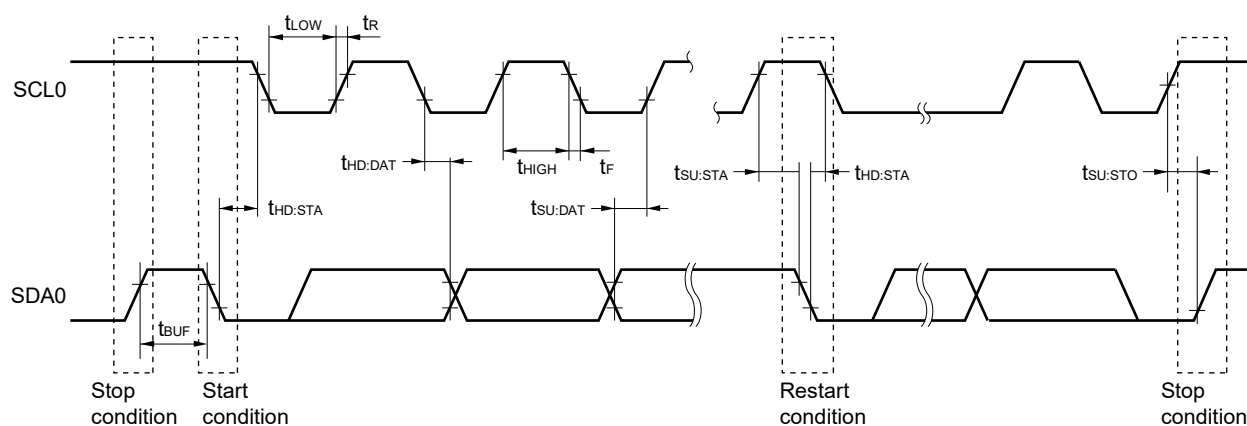 tLOW tR
SCL0
tHD:DAT tHIGH tF tSU:STA tHD:STA tSU:STO
tHD:STA tSU:DAT
SDA0
tBUF
Stop condition
Start condition
Restart condition
Stop condition